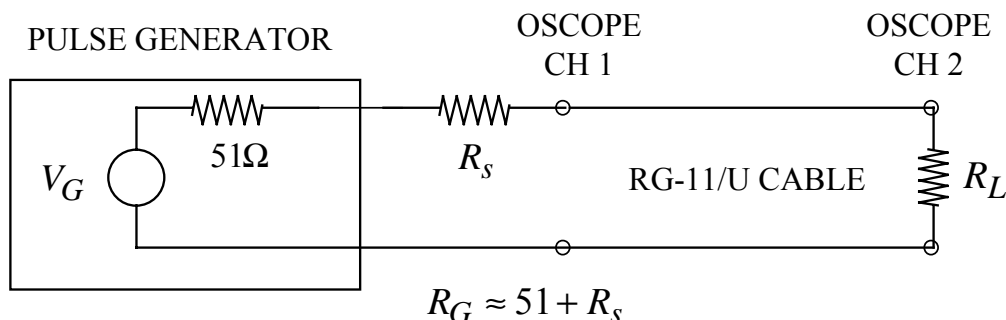 PULSE GENERATOR
OSCOPE
CH 1
OSCOPE
CH 2
51Ω
R_s
V_G
RG-11/U CABLE
R_L
R_G ≈ 51 + R_s